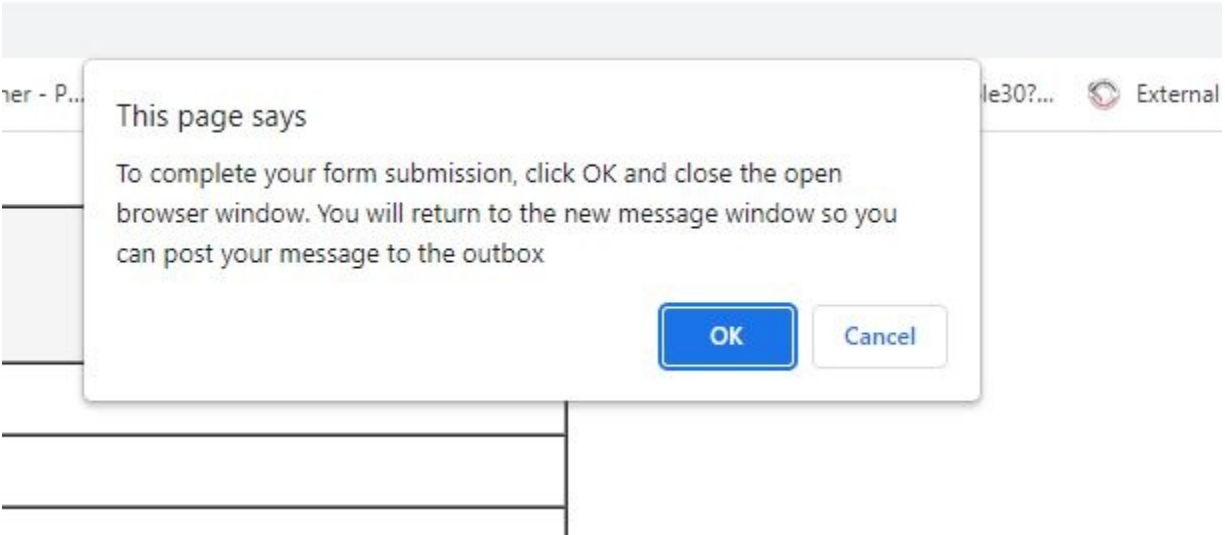 ner - P...
le30?...
External
This page says
To complete your form submission, click OK and close the open
browser window. You will return to the new message window so you
can post your message to the outbox
OK
Cancel